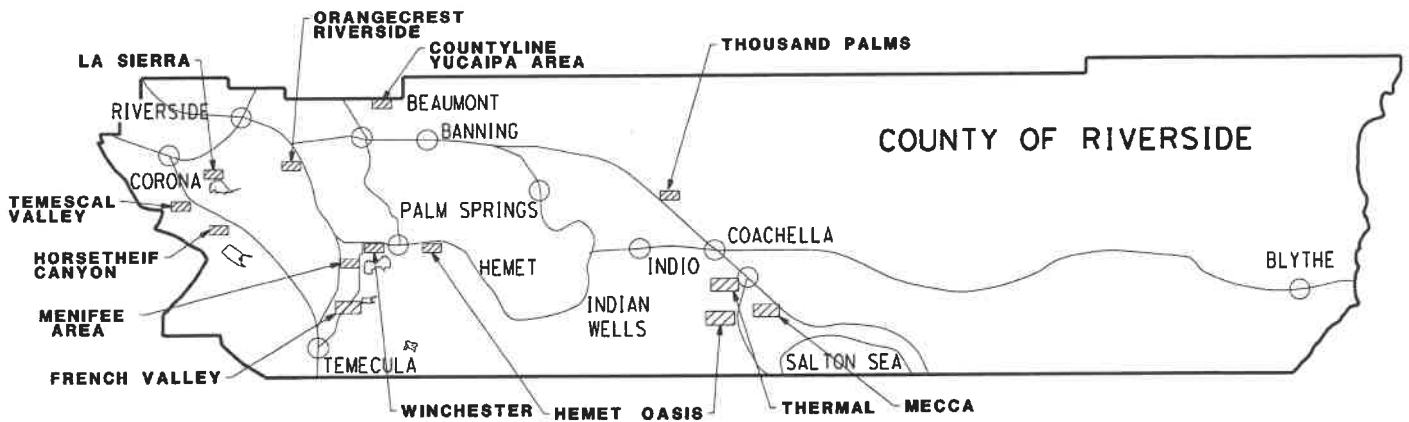 ORANGECREST
RIVERSIDE
COUNTYLINE
YUCAIPA AREA
THOUSAND PALMS
LA SIERRA
BEAUMONT
RIVERSIDE
BANNING
COUNTY OF RIVERSIDE
CORONA
TEMESCAL
VALLEY
PALM SPRINGS
HORSETHEIF
CANYON
COACHELLA
HEMET
INDIO
BLYTHE
MENIFEE
AREA
INDIAN
WELLS
TEMECULA
SALTON SEA
FRENCH VALLEY
WINCHESTER
HEMET OASIS
THERMAL
MECCA